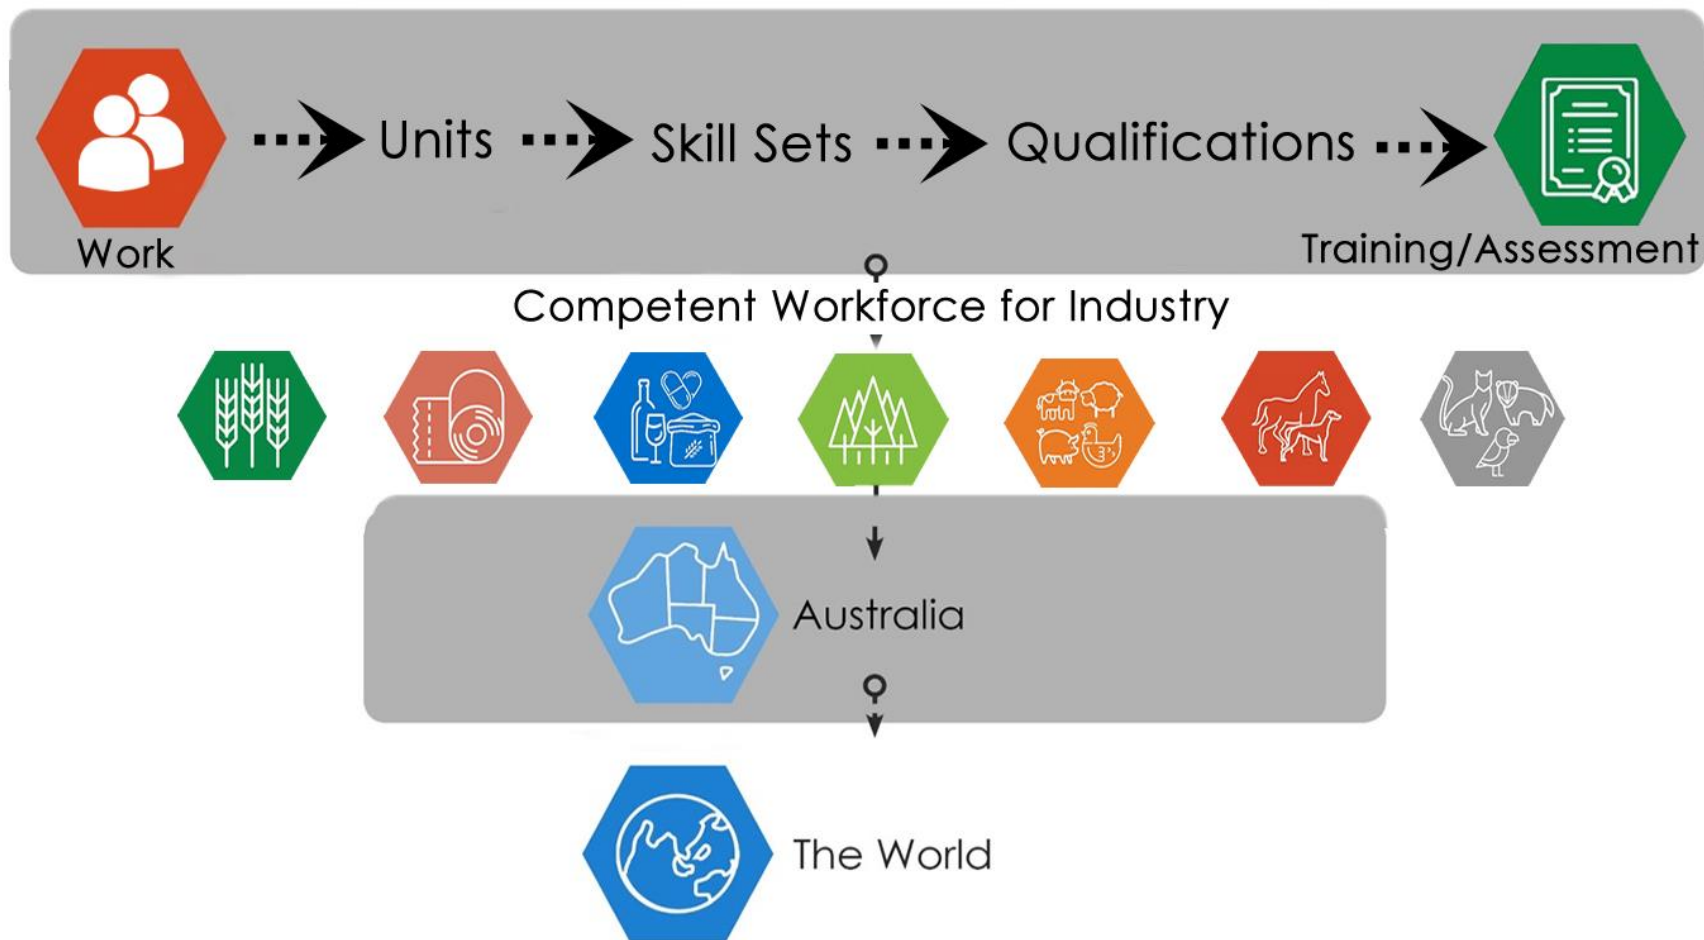 Units
Skill Sets
Qualifications
Work
Training/Assessment
Competent Workforce for Industry
Australia
The World